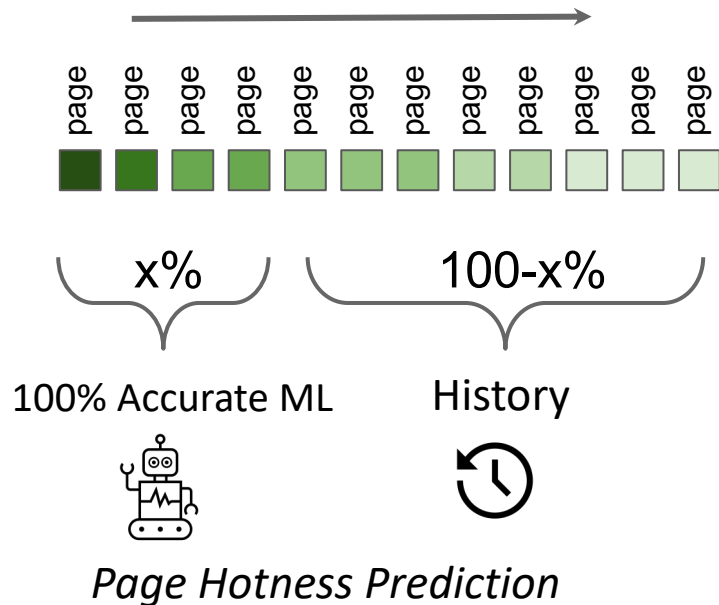 page page page page page page page page page page page page
x% 100-x%
100% Accurate ML History
Page Hotness Prediction